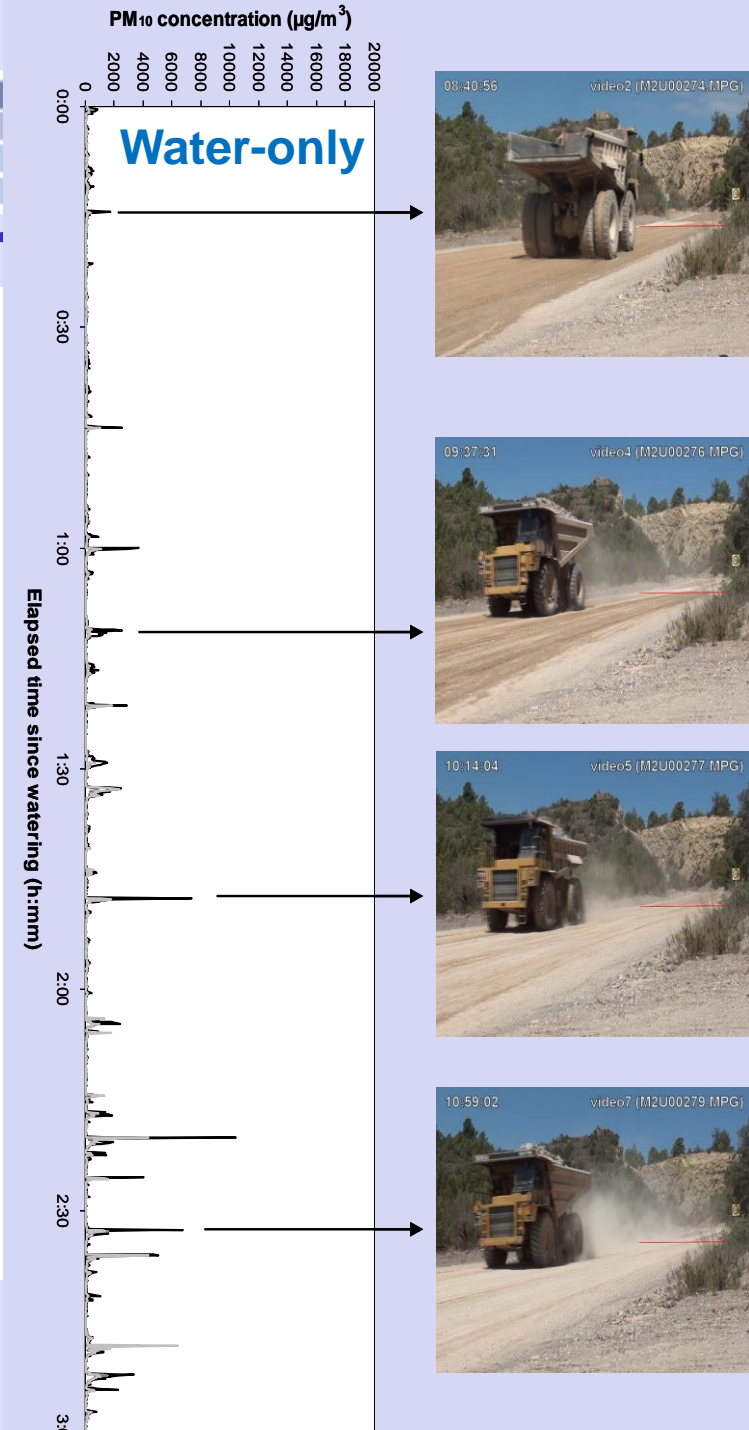 PM10 concentration (µg/m³)
0
2000
4000
6000
8000
10000
12000
14000
16000
18000
20000
Water-only
0:00
0:30
1:00
1:30
2:00
2:30
Elapsed time since watering (h:mm)
08:40:56 video2 (M2U00274.MPG)
09:37:31 video4 (M2U00276.MPG)
10:14:04 video5 (M2U00277.MPG)
10:59:02 video7 (M2U00279.MPG)